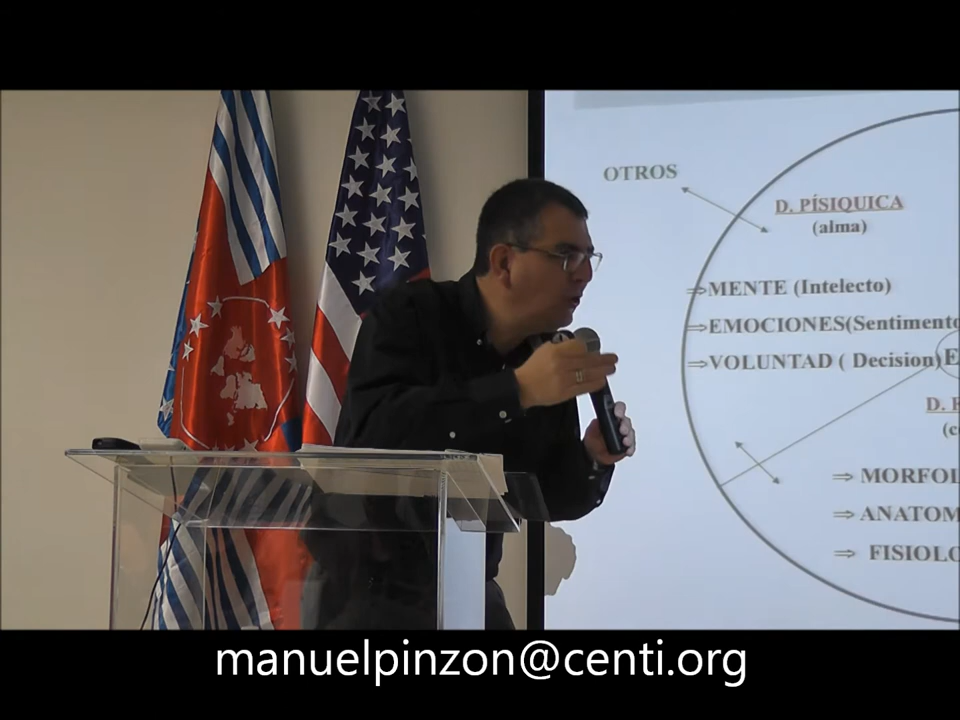 OTROS
D. PÍSIQUICA
(alma)
⇒MENTE (Intelecto)
⇒EMOCIONES(Sentimento
⇒VOLUNTAD ( Decision) E
D.
⇒ MORFOL
⇒ ANATOM
⇒ FISIOLO
manuelpinzon@centi.org